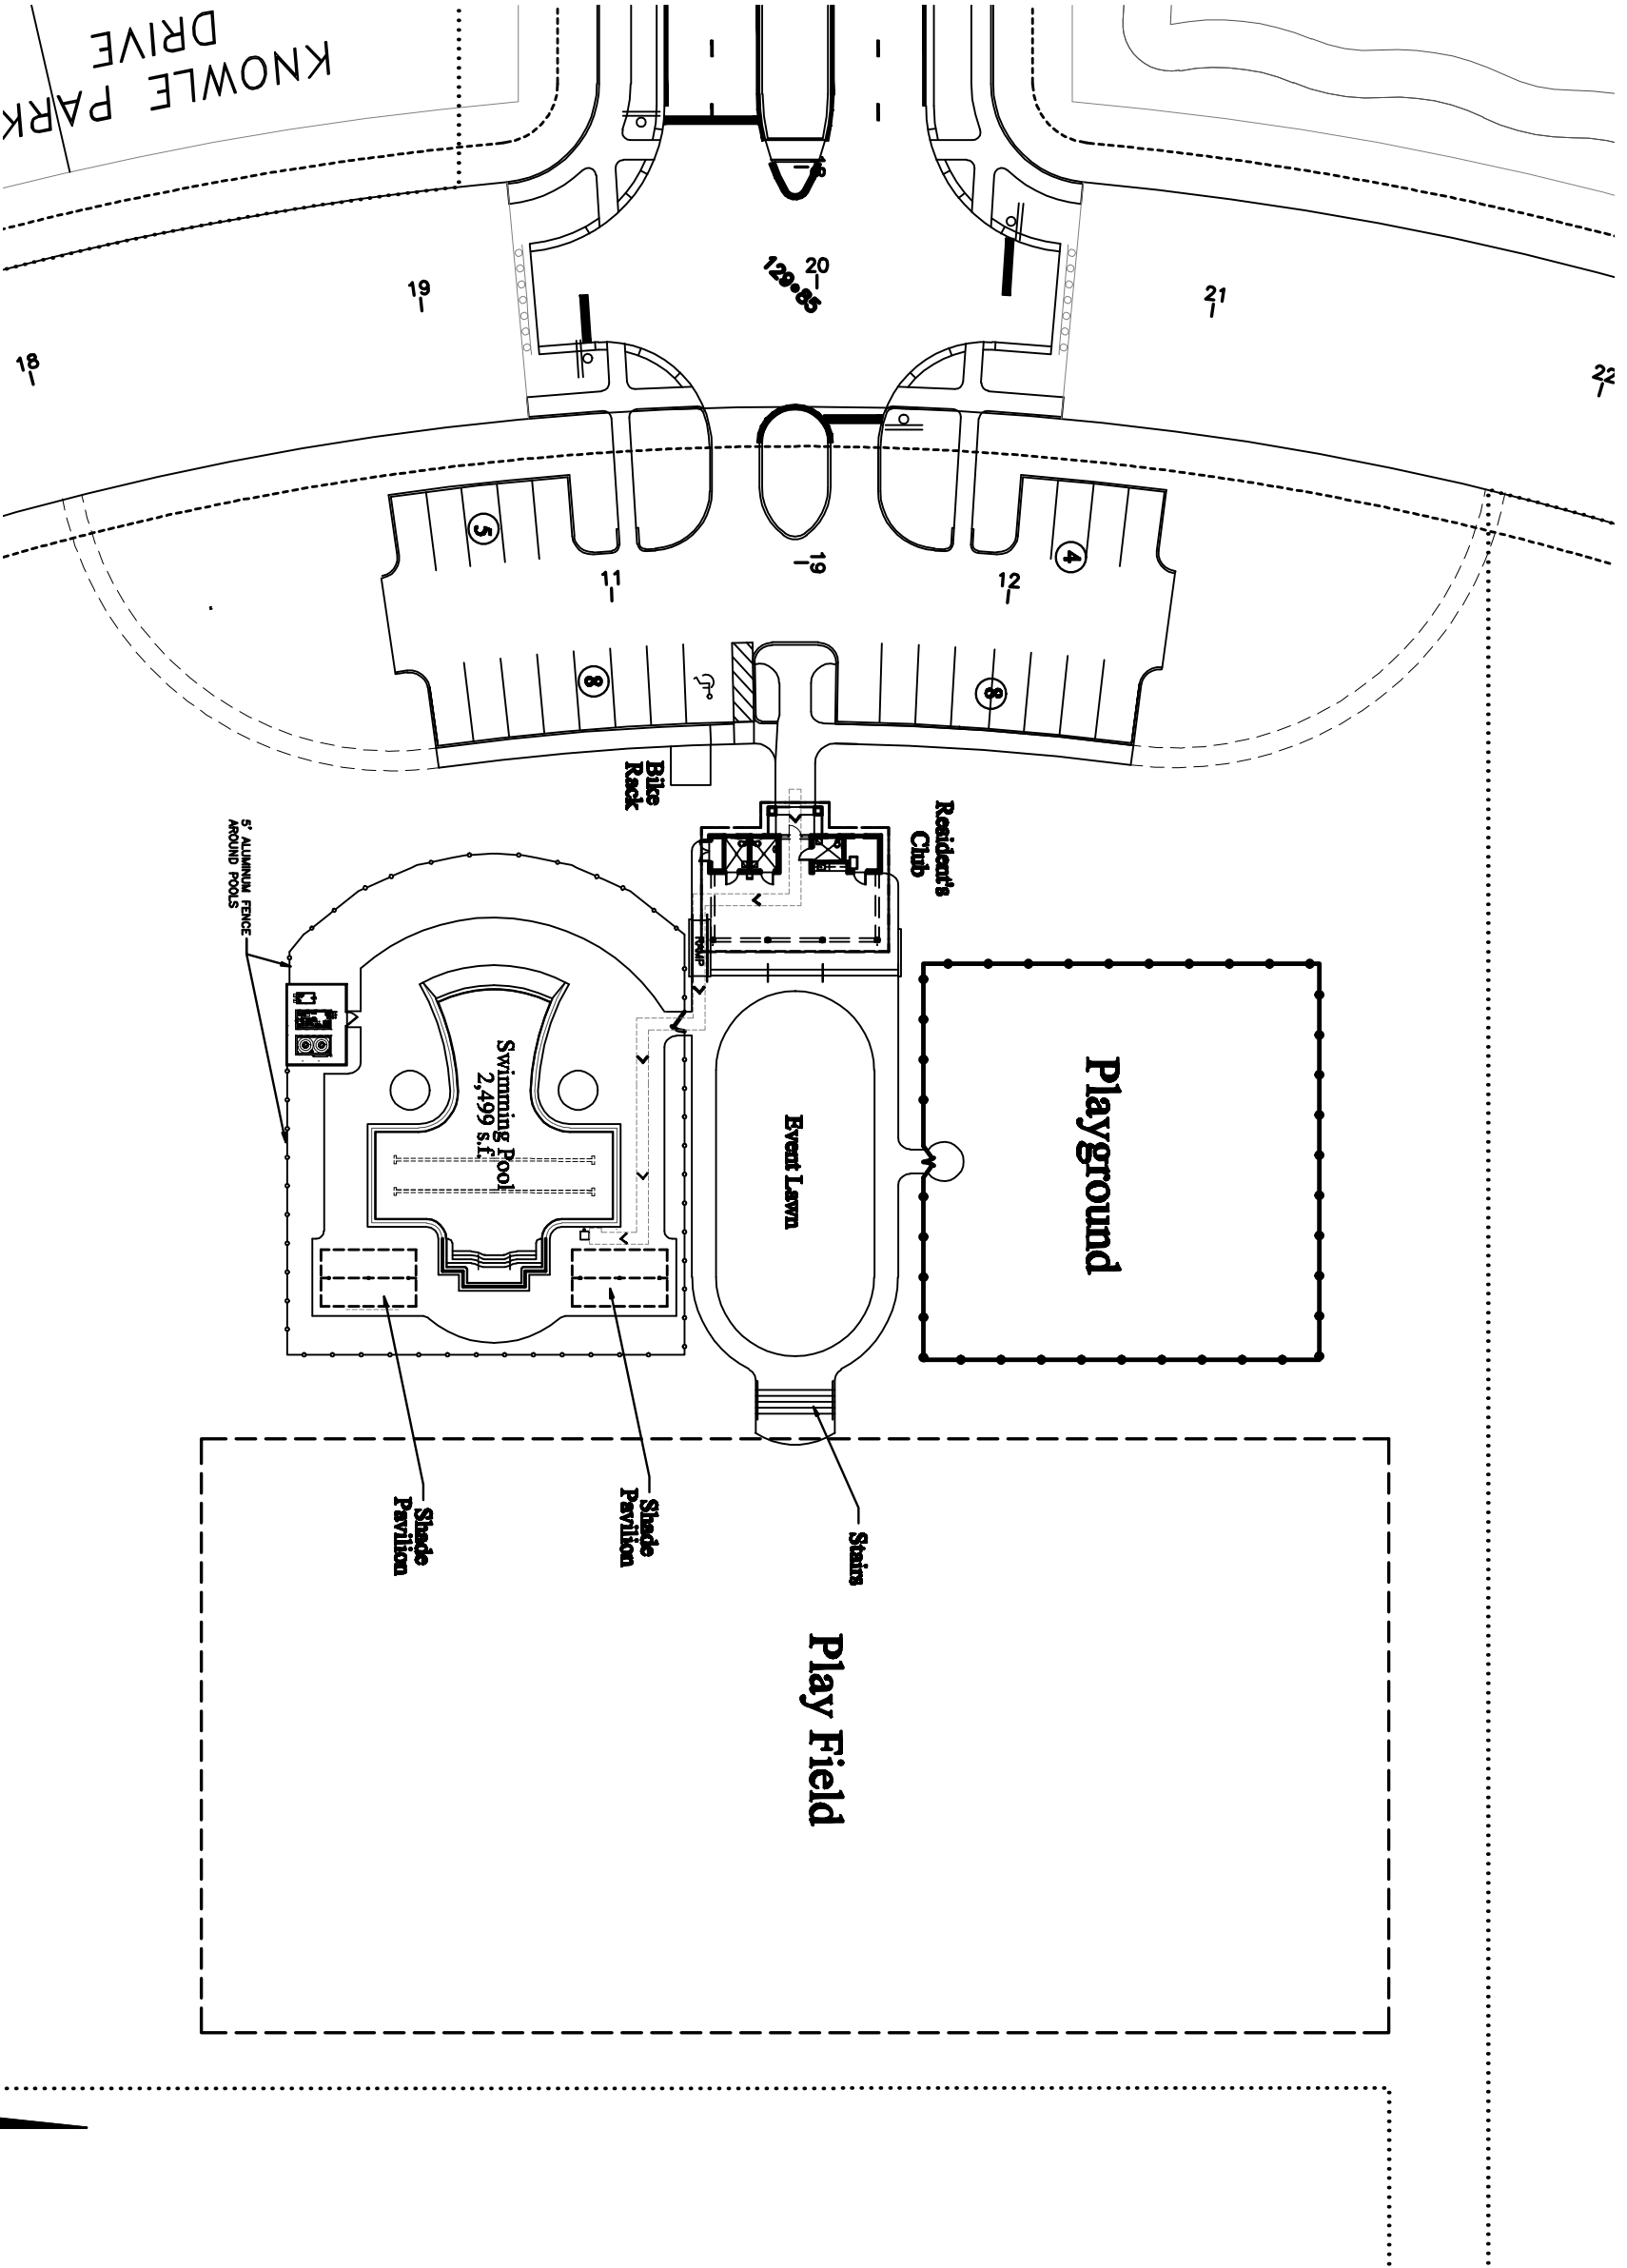 KNOWLE PARK
DRIVE
18
19
20
129+85
21
22
18
5
4
11
19
12
8
8
Bike
Rack
Resident's
Club
5' ALUMINUM FENCE
AROUND POOLS
RAMP
Swimming Pool
2,499 s.f.
Event Lawn
Playground
Shade
Pavilion
Shade
Pavilion
Stairs
Play Field